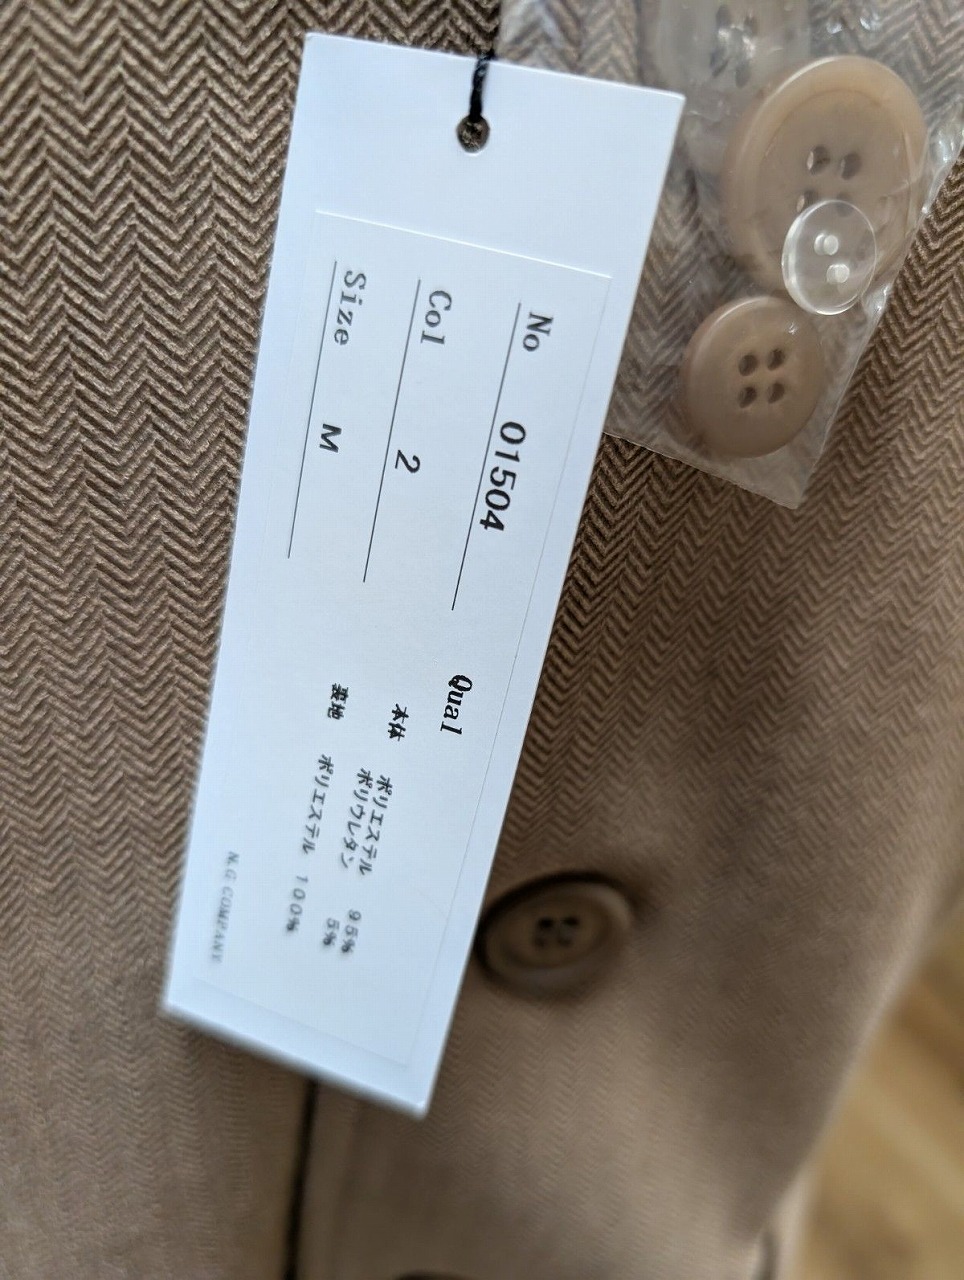 No 01504
Col 2
Size M
Qual
本体 ポリエステル 95%
ポリウレタン 5%
裏地 ポリエステル 100%
N.G.COMPANY